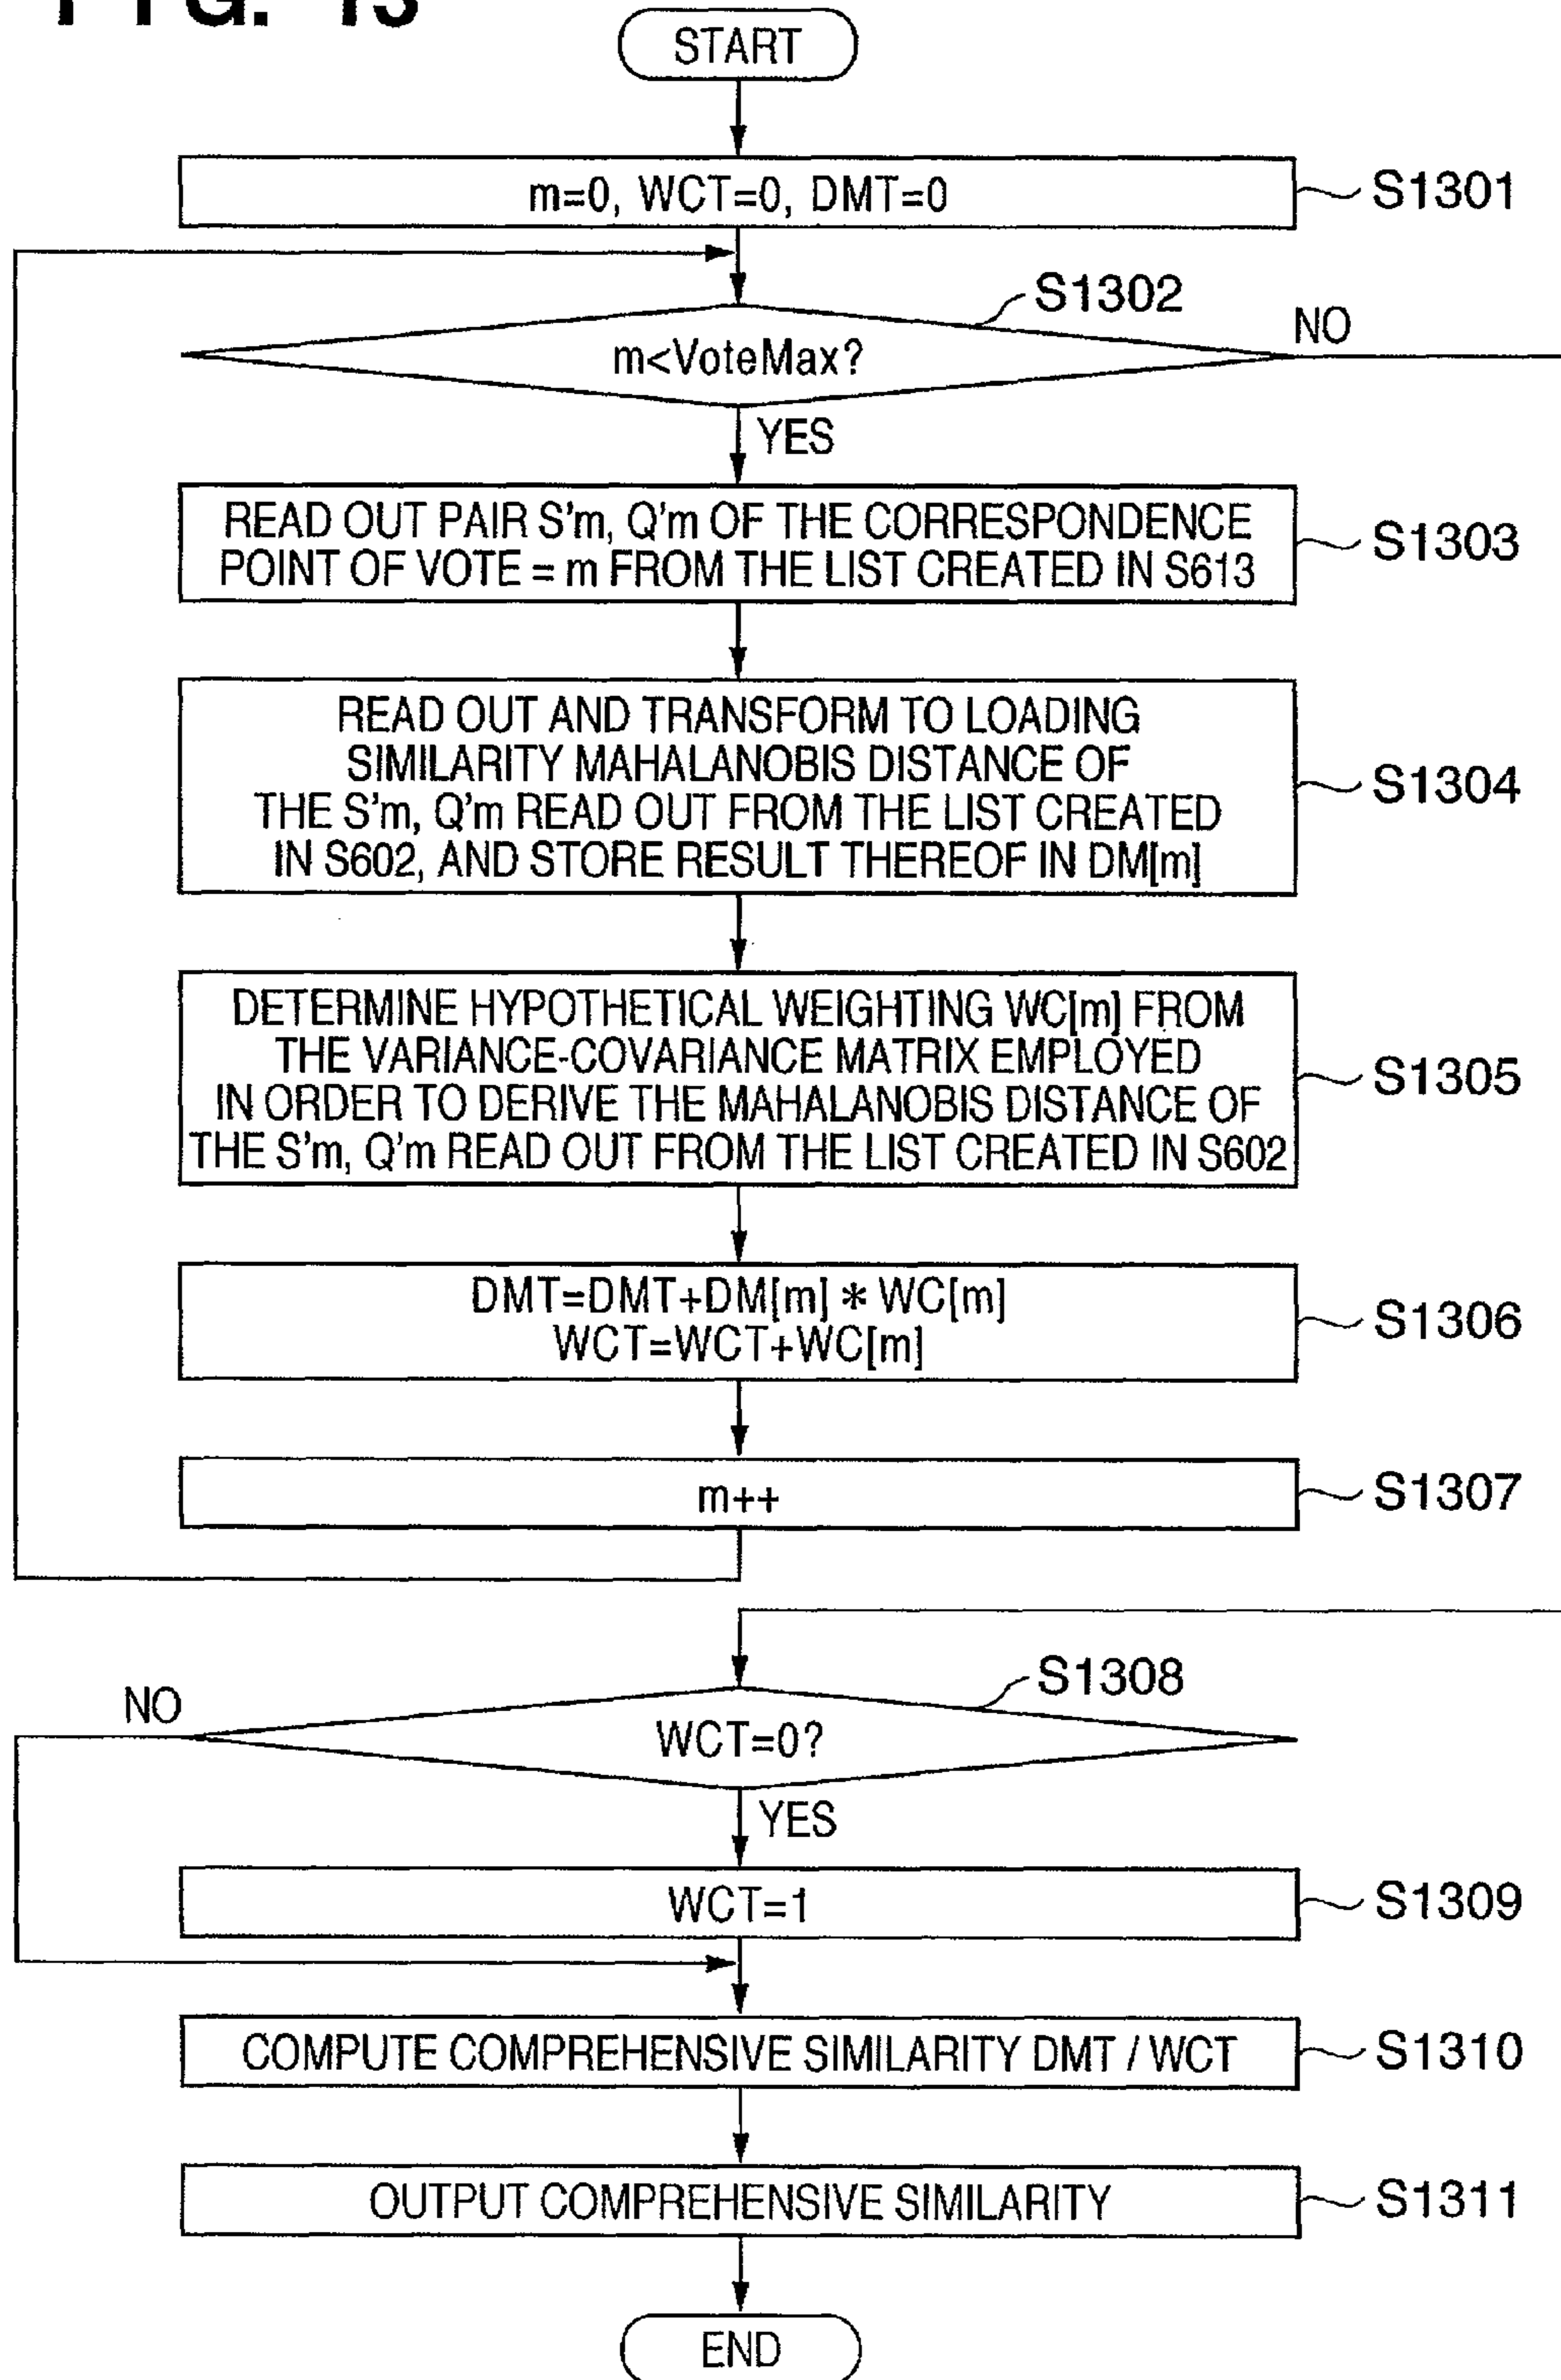 FIG. 13
START
m=0, WCT=0, DMT=0
S1301
S1302
m<VoteMax?
NO
YES
READ OUT PAIR S'm, Q'm OF THE CORRESPONDENCE
POINT OF VOTE = m FROM THE LIST CREATED IN S613
S1303
READ OUT AND TRANSFORM TO LOADING
SIMILARITY MAHALANOBIS DISTANCE OF
THE S'm, Q'm READ OUT FROM THE LIST CREATED
IN S602, AND STORE RESULT THEREOF IN DM[m]
S1304
DETERMINE HYPOTHETICAL WEIGHTING WC[m] FROM
THE VARIANCE-COVARIANCE MATRIX EMPLOYED
IN ORDER TO DERIVE THE MAHALANOBIS DISTANCE OF
THE S'm, Q'm READ OUT FROM THE LIST CREATED IN S602
S1305
DMT=DMT+DM[m] * WC[m]
WCT=WCT+WC[m]
S1306
m++
S1307
S1308
NO
WCT=0?
YES
WCT=1
S1309
COMPUTE COMPREHENSIVE SIMILARITY DMT / WCT
S1310
OUTPUT COMPREHENSIVE SIMILARITY
S1311
END